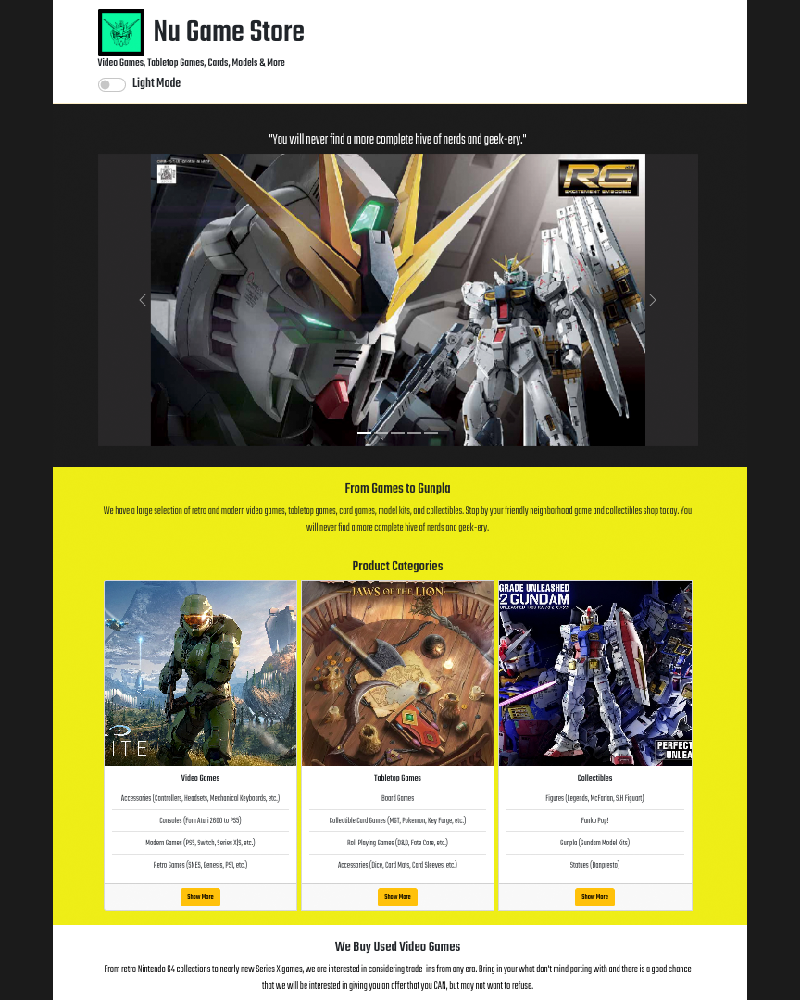 Nu Game Store
Video Games, Tabletop Games, Cards, Models & More
Light Mode
"You will never find a more complete hive of nerds and geek-ery."
RG
From Games to Gunpla
We have a large selection of retro and modern video games, tabletop games, card games, model kits, and collectibles. Stop by your friendly neighborhood game and collectibles shop today. You
will never find a more complete hive of nerds and geek-ery.
Product Categories
ITE
JAWS OF THE LION
GRADE UNLEASHED
2 GUNDAM
PERFECT
UNLEA
Video Games
Accessories (Controllers, Headsets, Mechanical Keyboards, etc.)
Consoles (From Atari 2600 to PS5)
Modern Games (PS5, Switch, Series X|S, etc.)
Retro Games (SNES, Genesis, PS1, etc.)
Show More
Tabletop Games
Board Games
Collectible Card Games (MGT, Pokemon, Key Forge, etc.)
Roll Playing Games (D&D, Fate Core, etc.)
Accessories (Dice, Card Mats, Card Sleeves etc.)
Show More
Collectibles
Figures (Legends, McFarlan, S.H Figuart)
Funko Pop!
Gunpla (Gundam Model Kits)
Statues (Banpresto)
Show More
We Buy Used Video Games
From retro Nintendo 64 collections to nearly new Series X games, we are interested in considering trade-ins from any era. Bring in your what don't mind parting with and there is a good chance
that we will be interested in giving you an offer that you CAN, but may not want to refuse.